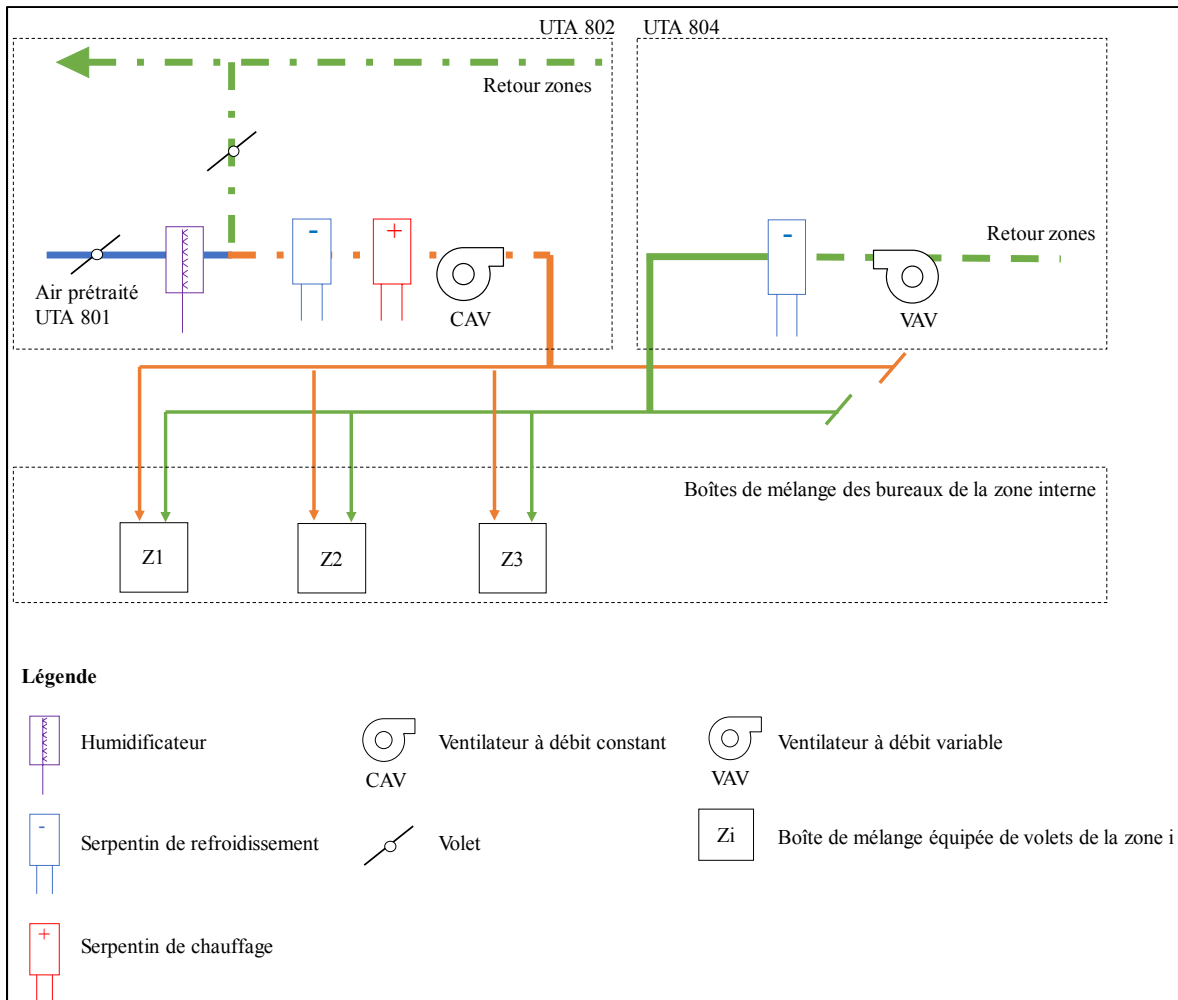 UTA 802
UTA 804
Retour zones
Retour zones
-
+
-
Air prétraité
UTA 801
CAV
VAV
Boîtes de mélange des bureaux de la zone interne
Z1
Z2
Z3
Légende
Humidificateur
Ventilateur à débit constant
CAV
Ventilateur à débit variable
VAV
-
Serpentin de refroidissement
Volet
Zi
Boîte de mélange équipée de volets de la zone i
+
Serpentin de chauffage